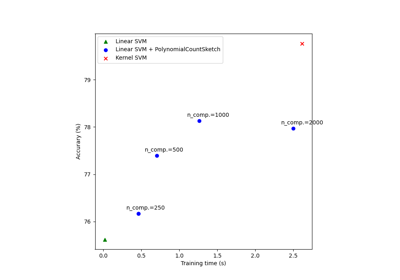 Linear SVM
Linear SVM + PolynomialCountSketch
Kernel SVM
79
n_comp.=1000
n_comp.=2000
78
n_comp.=500
77
n_comp.=250
76
Accurary (%)
0.0 0.5 1.0 1.5 2.0 2.5
Training time (s)